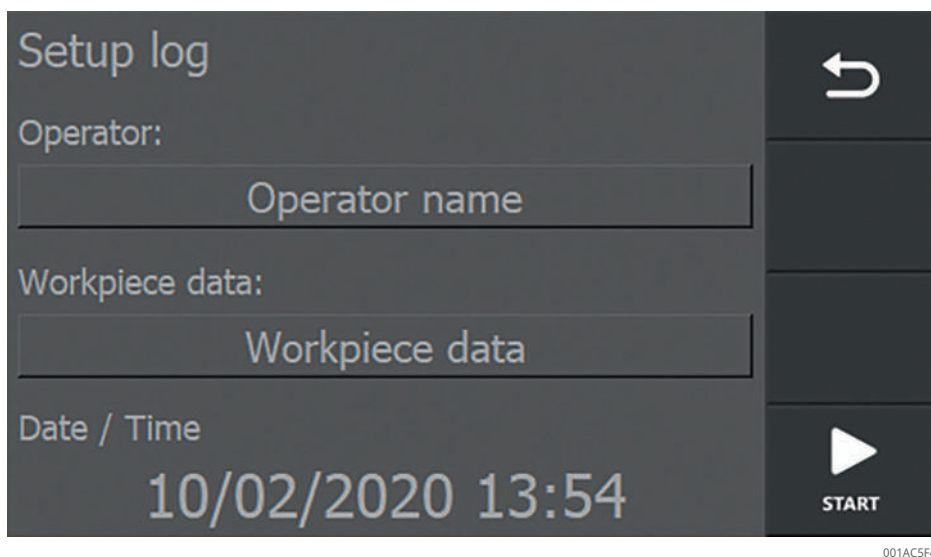 Setup log
Operator:
Operator name
Workpiece data:
Workpiece data
Date / Time
10/02/2020 13:54
START